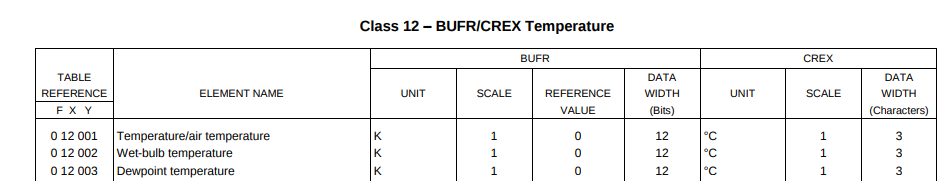 Class 12 – BUFR/CREX Temperature
BUFR CREX
TABLE DATA DATA
REFERENCE ELEMENT NAME UNIT SCALE REFERENCE WIDTH UNIT SCALE WIDTH
F X Y VALUE (Bits) (Characters)
0 12 001 Temperature/air temperature K 1 0 12 °C 1 3
0 12 002 Wet-bulb temperature K 1 0 12 °C 1 3
0 12 003 Dewpoint temperature K 1 0 12 °C 1 3